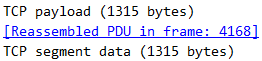 TCP payload (1315 bytes)
[Reassembled PDU in frame: 4168]
TCP segment data (1315 bytes)